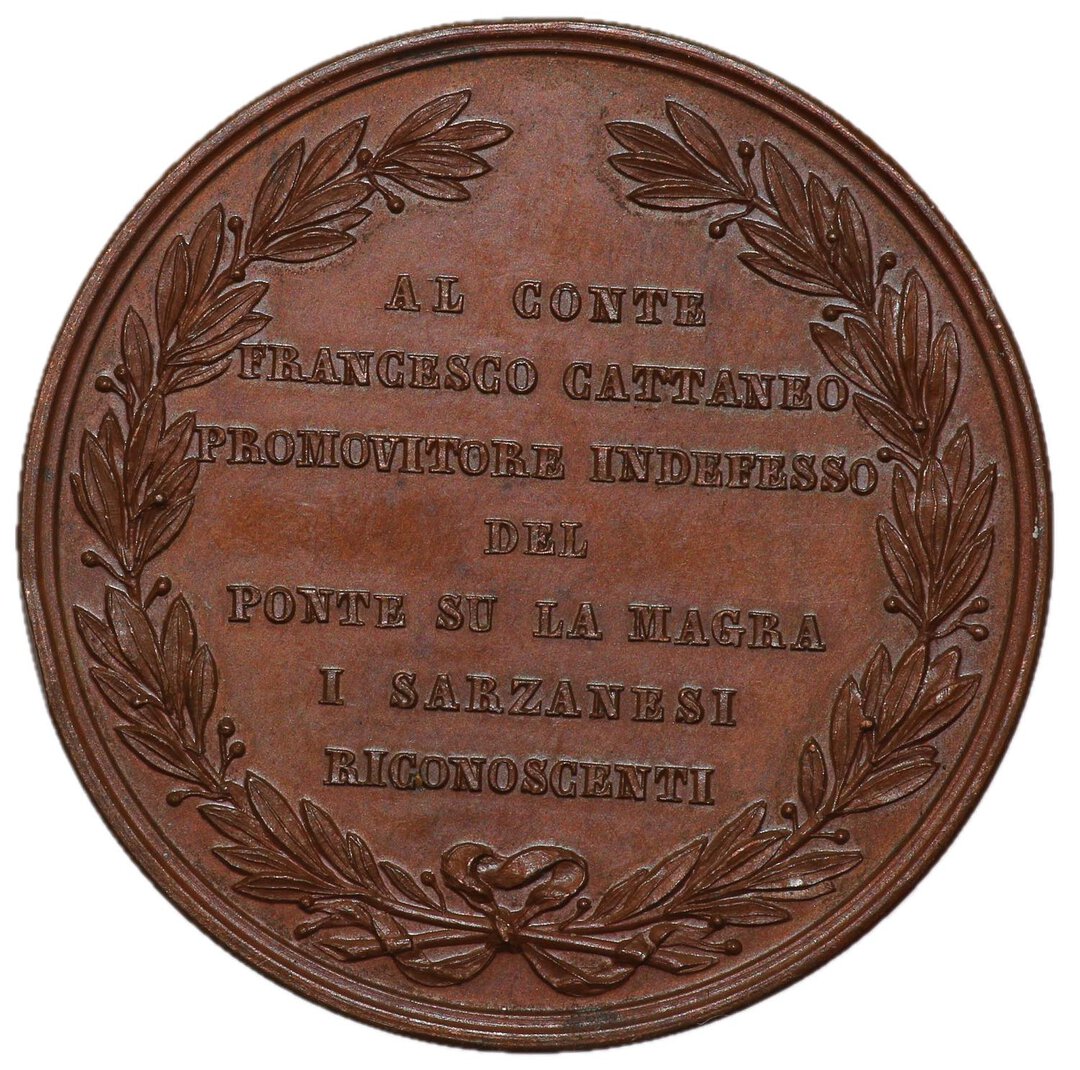 AL CONTE
FRANCESCO CATTANEO
PROMOVITORE INDEFESSO
DEL
PONTE SU LA MAGRA
I SARZANESI
RICONOSCENTI